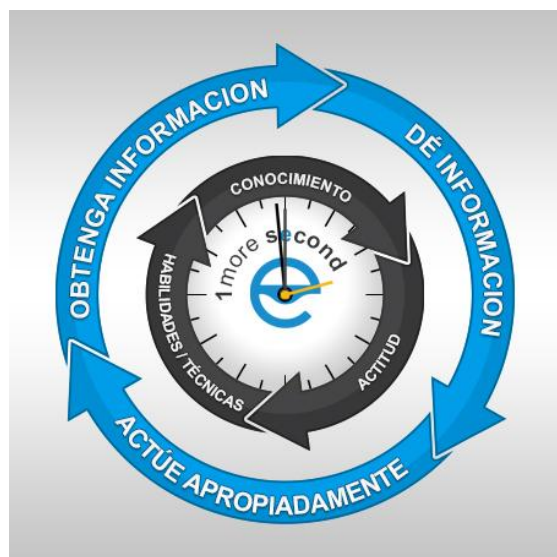 OBTENGA INFORMACION
DÉ INFORMACION
ACTÚE APROPIADAMENTE
CONOCIMIENTO
ACTITUD
HABILIDADES / TÉCNICAS
1more second
e